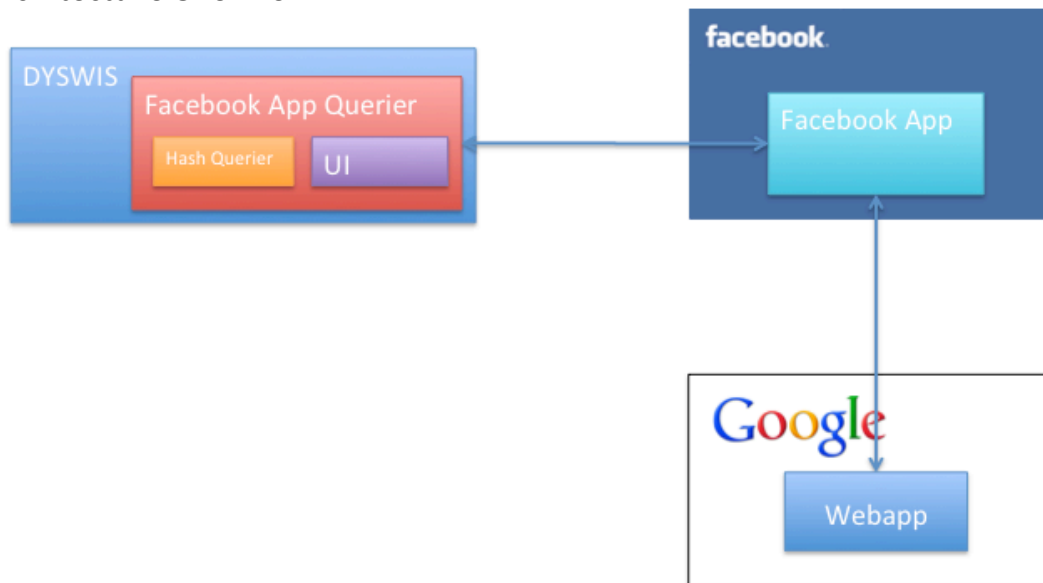 DYSWIS
Facebook App Querier
Hash Querier
UI
facebook.
Facebook App
Google
Webapp